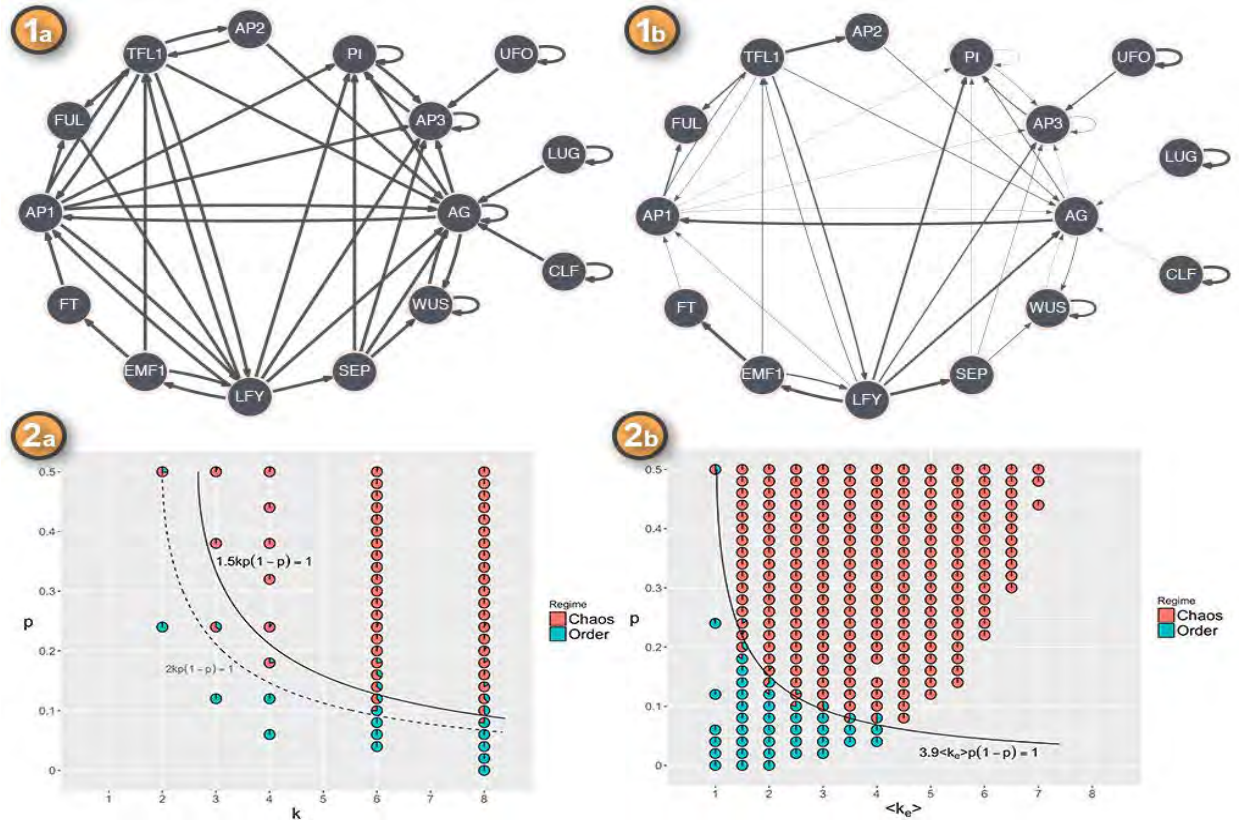 1a
AP2
TFL1
PI
UFO
FUL
AP3
LUG
AP1
AG
CLF
FT
WUS
EMF1
SEP
LFY
1b
AP2
TFL1
PI
UFO
FUL
AP3
LUG
AP1
AG
CLF
FT
WUS
EMF1
SEP
LFY
2a
0.5
0.4
0.3
0.2
0.1
0
p
1.5kp(1−p) = 1
2kp(1−p) = 1
1 2 3 4 5 6 7 8
k
Regime
Chaos
Order
2b
0.5
0.4
0.3
0.2
0.1
0
p
3.9<ke>p(1−p) = 1
1 2 3 4 5 6 7 8
<ke>
Regime
Chaos
Order